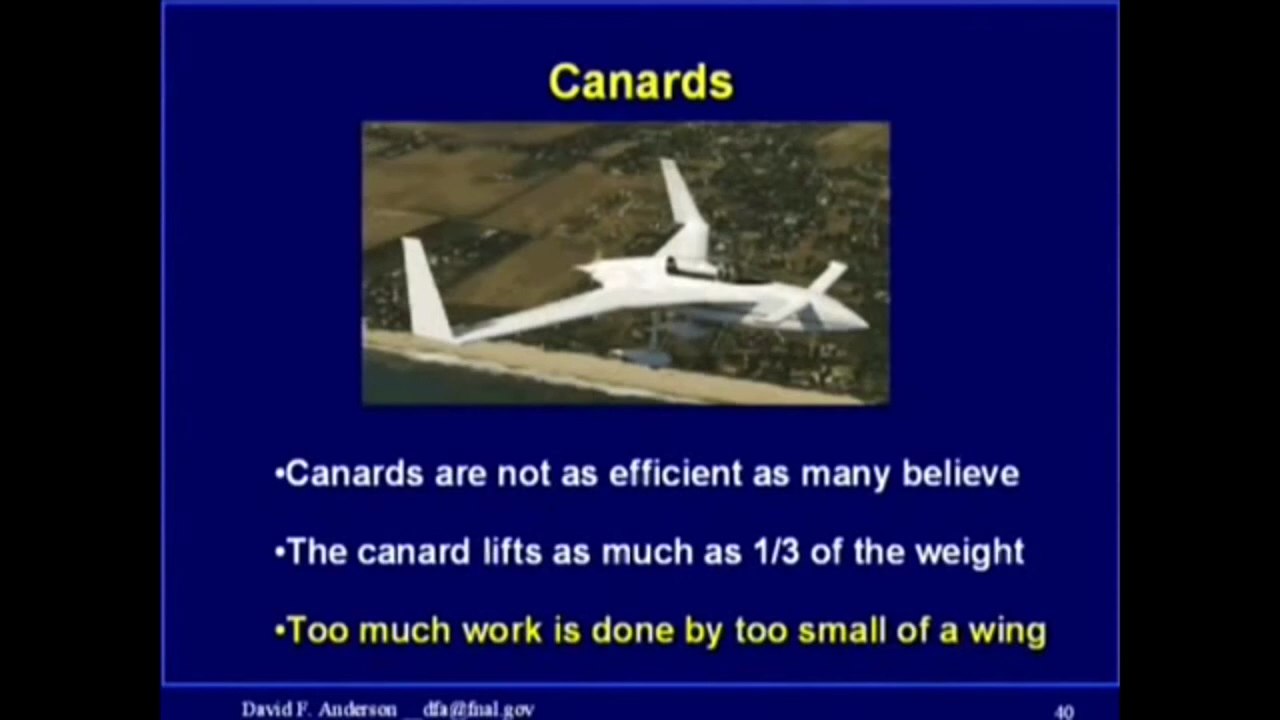 Canards
•Canards are not as efficient as many believe
•The canard lifts as much as 1/3 of the weight
•Too much work is done by too small of a wing
David F. Anderson __dfa@fnal.gov
40